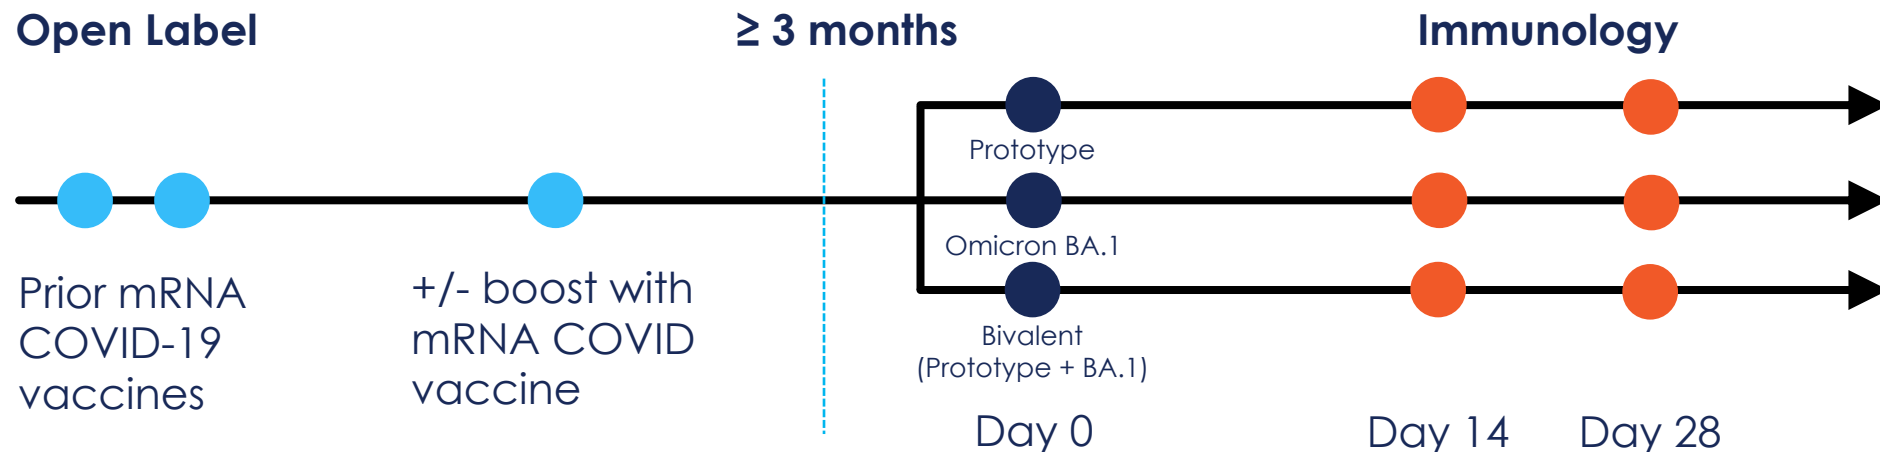 Open Label
≥ 3 months
Immunology
Prototype
Omicron BA.1
Bivalent
(Prototype + BA.1)
Prior mRNA
COVID-19
vaccines
+/- boost with
mRNA COVID
vaccine
Day 0
Day 14
Day 28